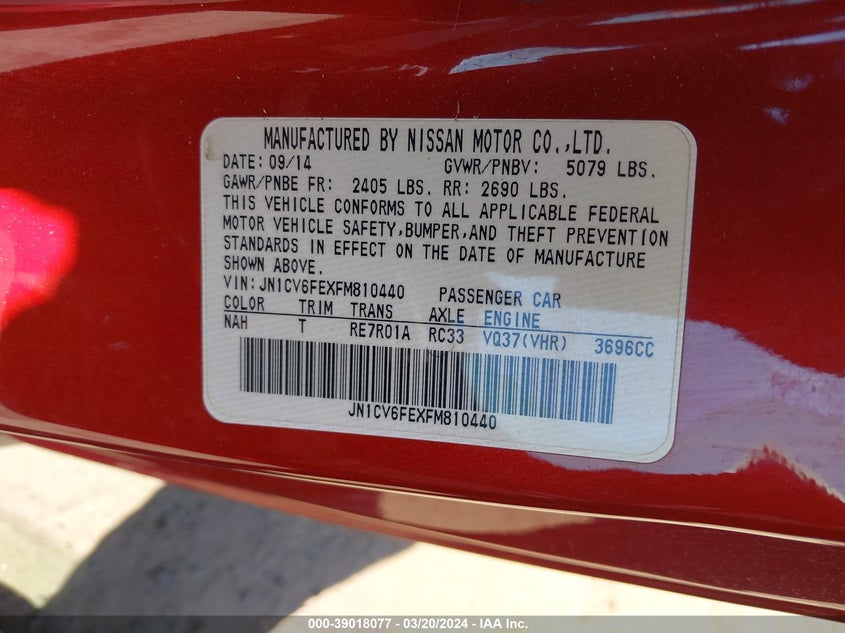 MANUFACTURED BY NISSAN MOTOR CO.,LTD.
DATE: 09/14 GVWR/PNBV: 5079 LBS.
GAWR/PNBE FR: 2405 LBS. RR: 2690 LBS.
THIS VEHICLE CONFORMS TO ALL APPLICABLE FEDERAL
MOTOR VEHICLE SAFETY,BUMPER,AND THEFT PREVENTION
STANDARDS IN EFFECT ON THE DATE OF MANUFACTURE
SHOWN ABOVE.
VIN:JN1CV6FEXFM810440 PASSENGER CAR
COLOR TRIM TRANS AXLE ENGINE
NAH T RE7R01A RC33 VQ37(VHR) 3696CC
JN1CV6FEXFM810440
000-39018077 - 03/20/2024 - IAA Inc.